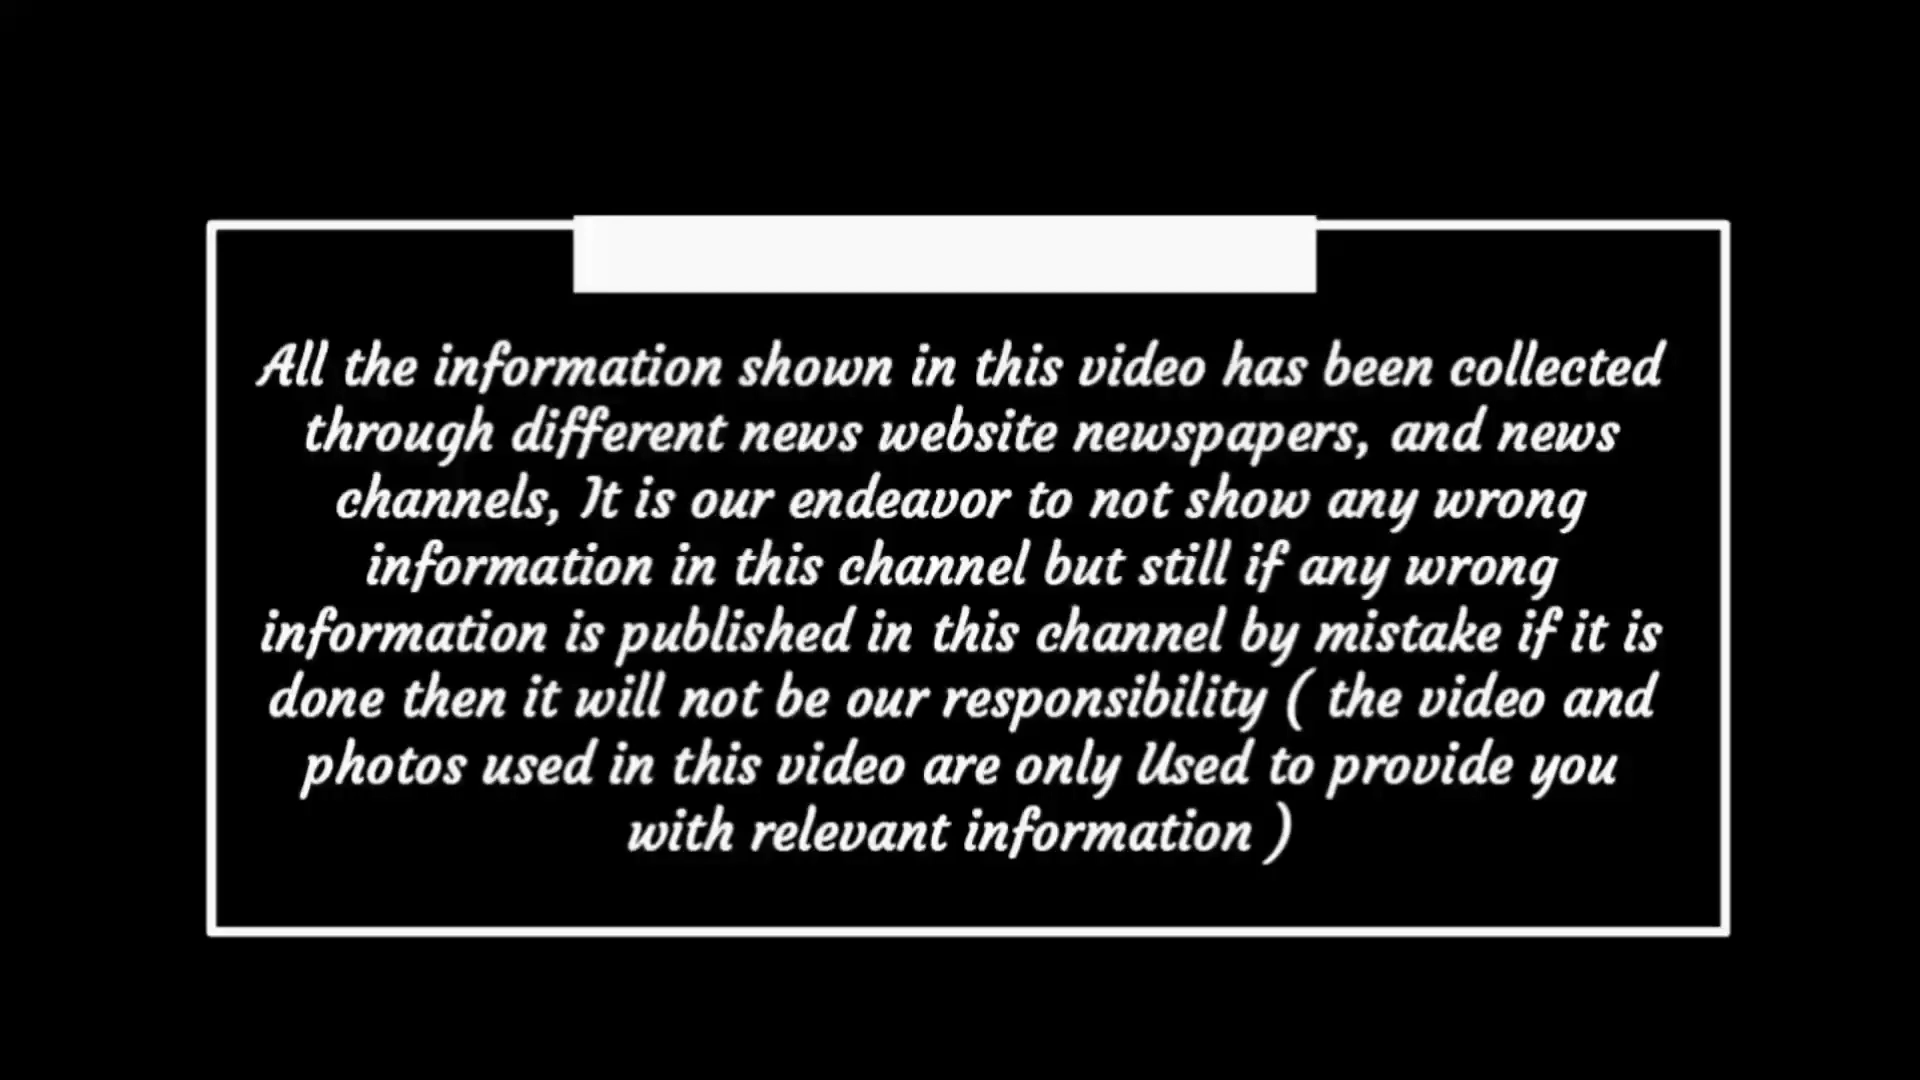 All the information shown in this video has been collected
through different news website newspapers, and news
channels, It is our endeavor to not show any wrong
information in this channel but still if any wrong
information is published in this channel by mistake if it is
done then it will not be our responsibility ( the video and
photos used in this video are only Used to provide you
with relevant information )